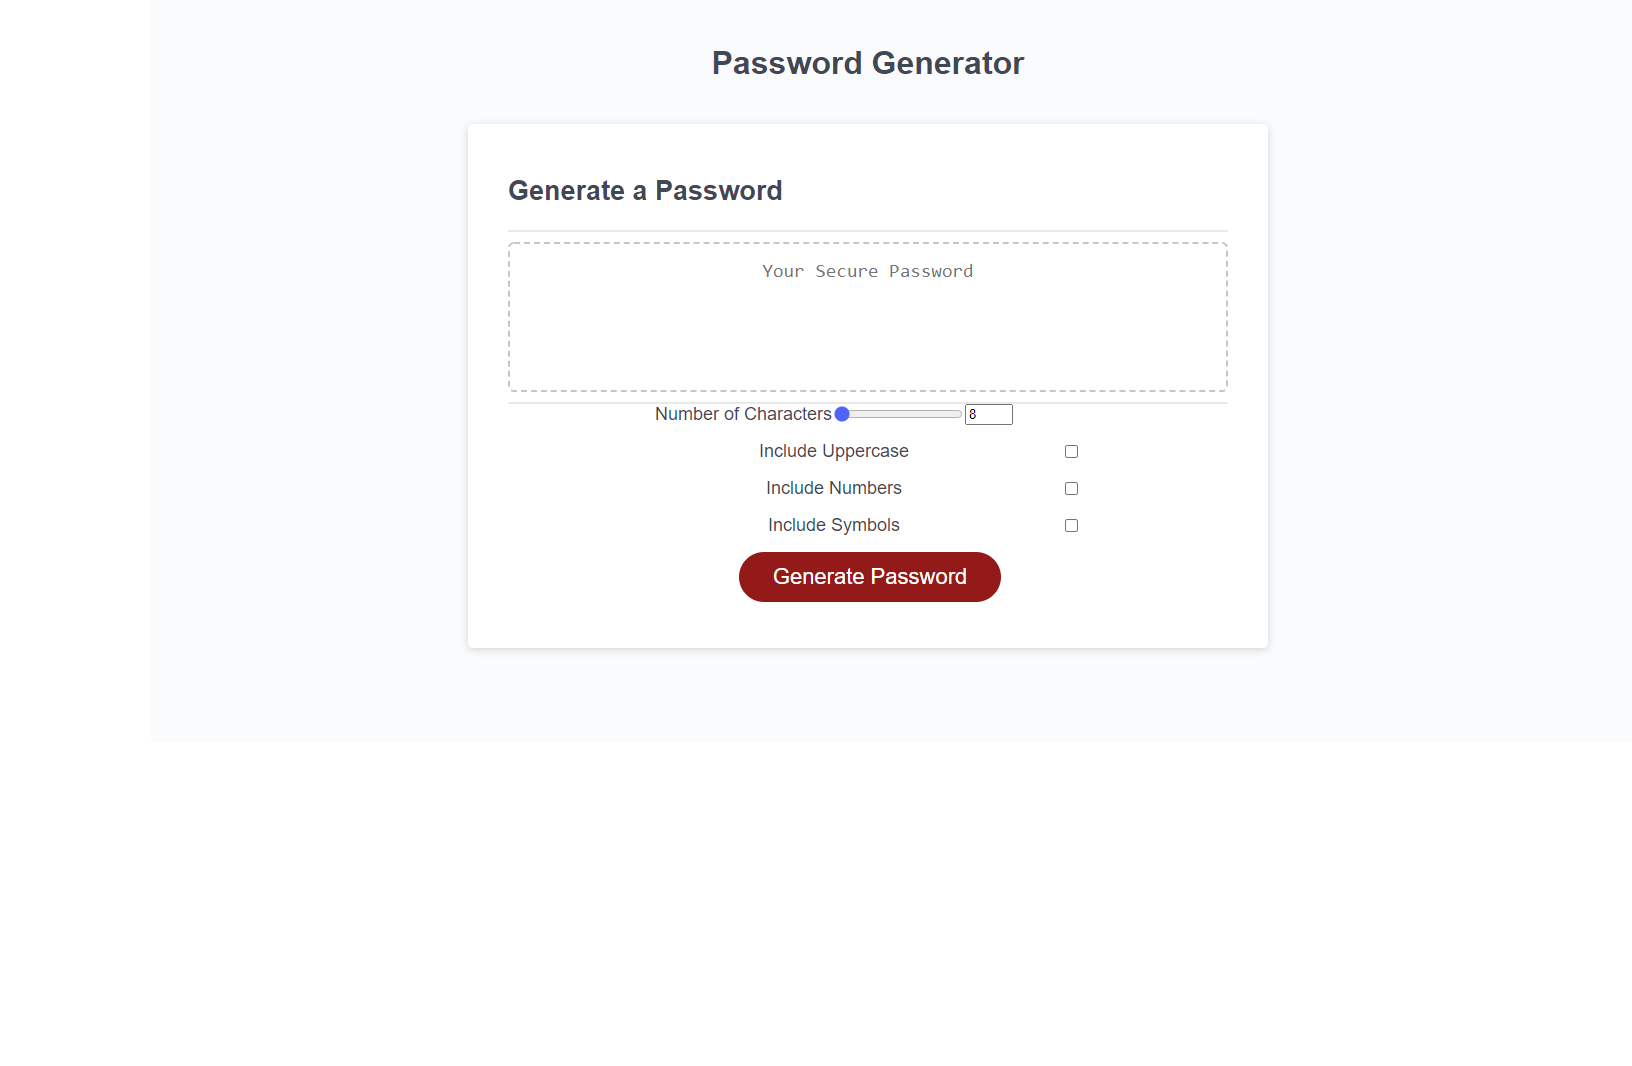 Password Generator
Generate a Password
Your Secure Password
Number of Characters 8
Include Uppercase
Include Numbers
Include Symbols
Generate Password